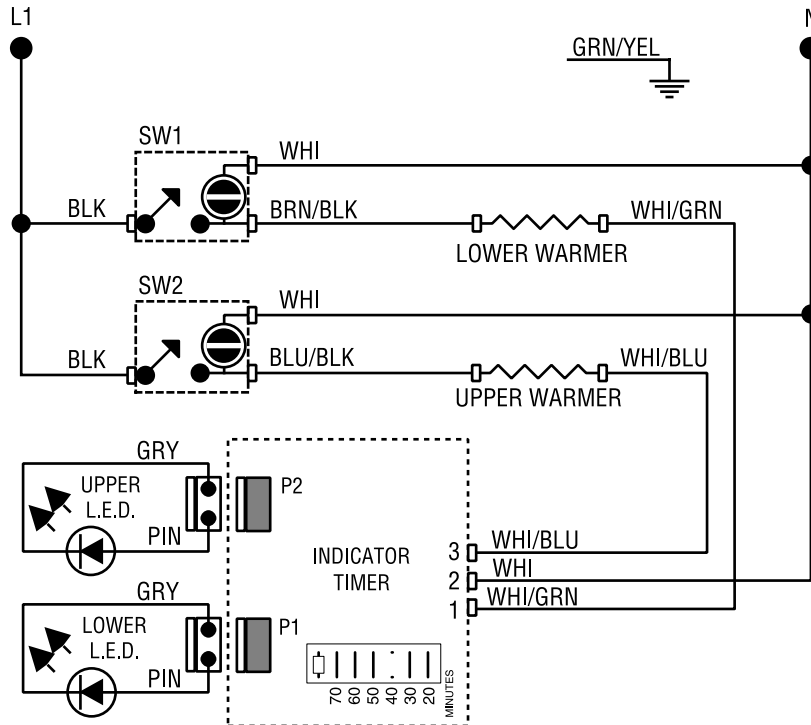 L1
N
GRN/YEL
SW1
WHI
BLK
BRN/BLK
WHI/GRN
LOWER WARMER
SW2
WHI
BLK
BLU/BLK
WHI/BLU
UPPER WARMER
GRY
UPPER
L.E.D.
PIN
P2
INDICATOR
TIMER
3
WHI/BLU
2
WHI
1
WHI/GRN
GRY
LOWER
L.E.D.
PIN
P1
70
60
50
40
30
20
MINUTES